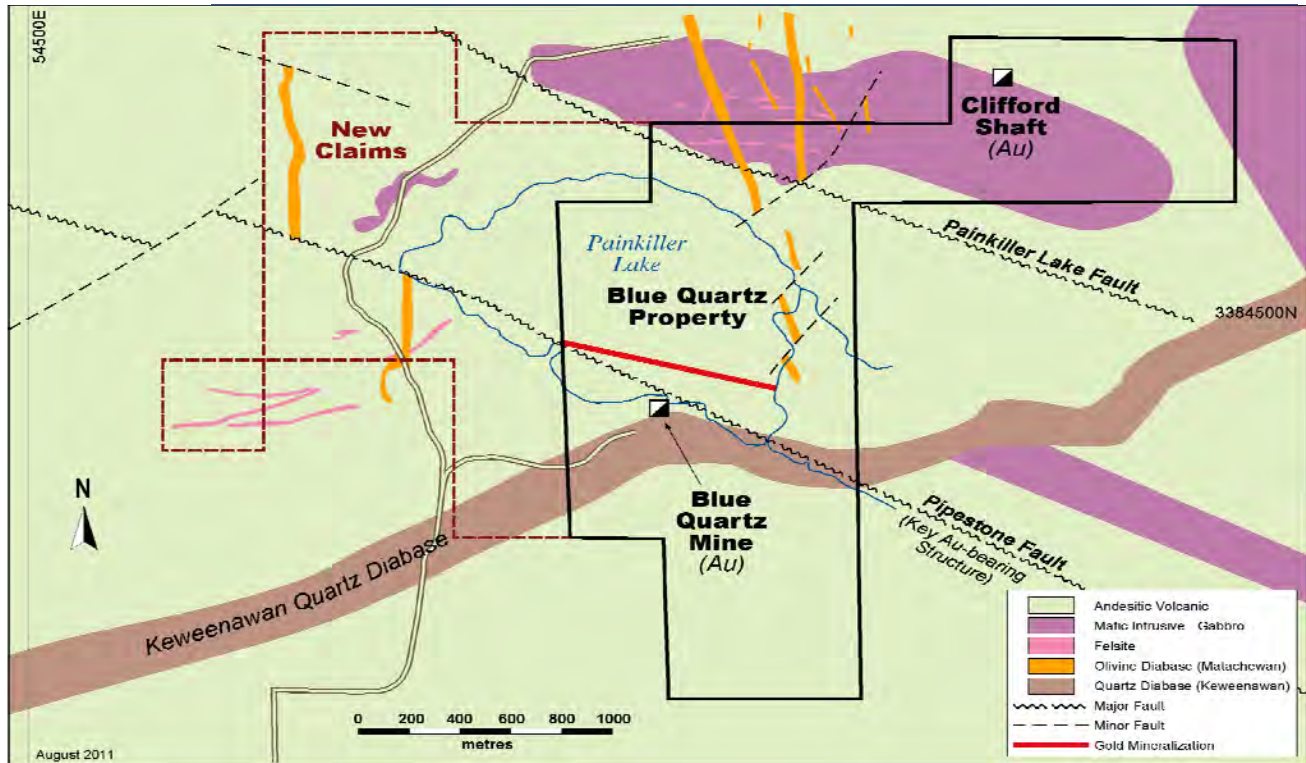 54500E
New
Claims
Clifford
Shaft
(Au)
Painkiller
Lake
Painkiller Lake Fault
Blue Quartz
Property
3384500N
N
Blue
Quartz
Mine
(Au)
Pipestone Fault
(Key Au-bearing
Structure)
Keweenawan Quartz Diabase
Andesitic Volcanic
Mafic Intrusive Gabbro
Felsite
Olivine Diabase (Matachewan)
Quartz Diabase (Keweenawan)
Major Fault
Minor Fault
Gold Mineralization
0 200 400 600 800 1000
metres
August 2011